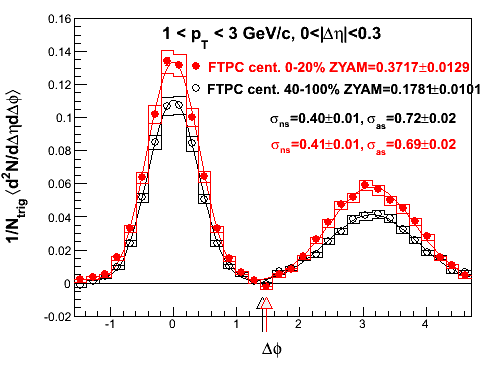 1 < p_T < 3 GeV/c, 0<|Δη|<0.3
FTPC cent. 0-20% ZYAM=0.3717±0.0129
FTPC cent. 40-100% ZYAM=0.1781±0.0101
σ_ns=0.40±0.01, σ_as=0.72±0.02
σ_ns=0.41±0.01, σ_as=0.69±0.02
1/N_trig ⟨d²N/dΔηdΔϕ⟩
0.16
0.14
0.12
0.1
0.08
0.06
0.04
0.02
0
-0.02
-1 0 1 2 3 4
Δϕ